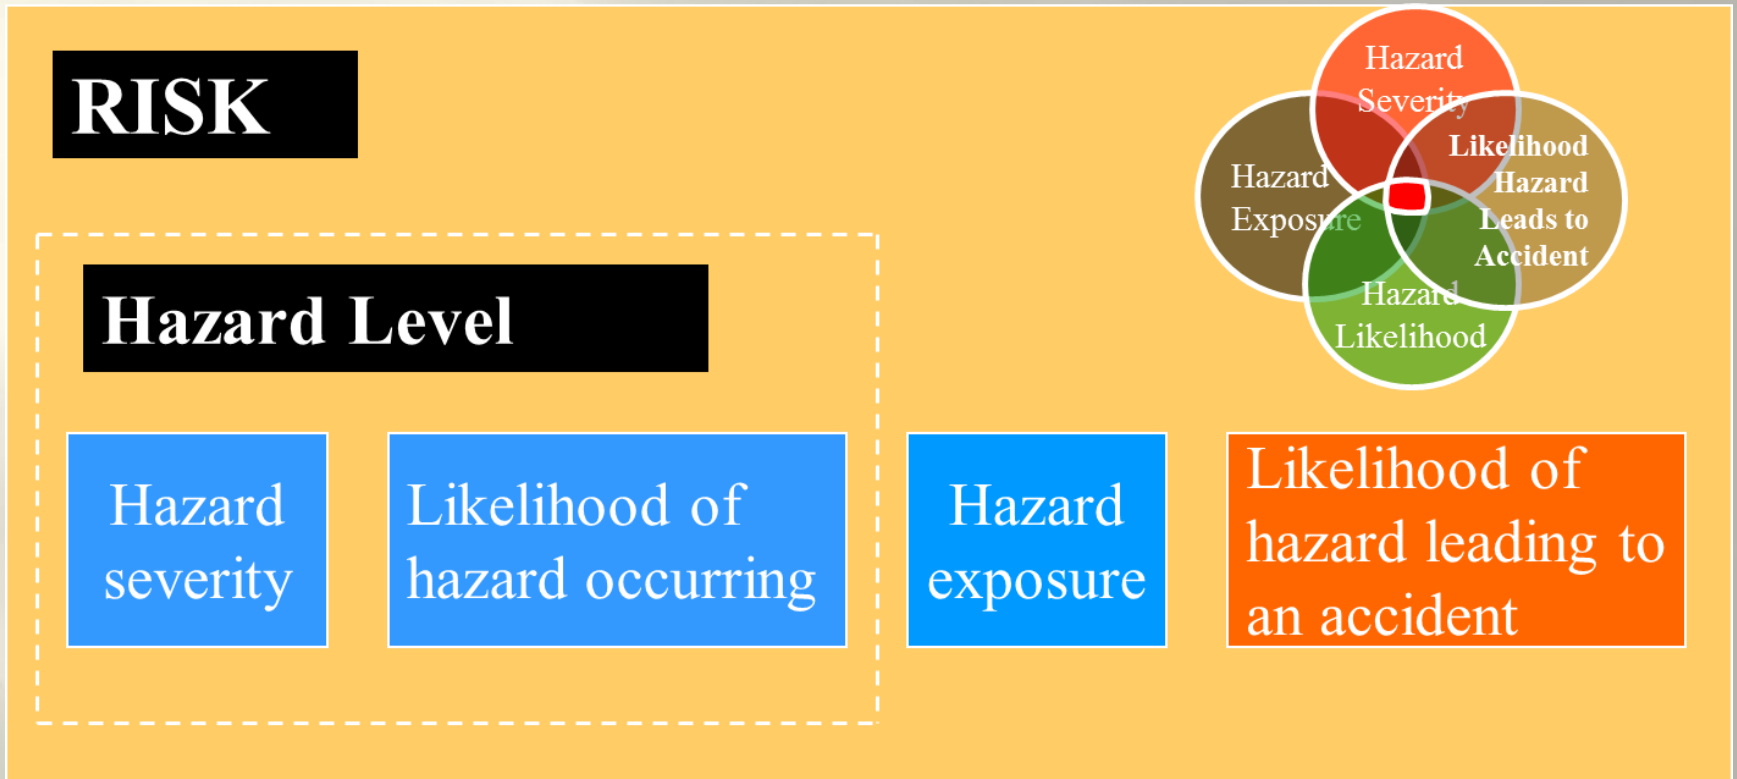 RISK
Hazard
Severity
Likelihood
Hazard
Leads to
Accident
Hazard
Exposure
Hazard
Likelihood
Hazard Level
Hazard
severity
Likelihood of
hazard occurring
Hazard
exposure
Likelihood of
hazard leading to
an accident